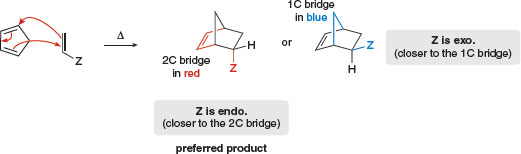 Z
Δ
2C bridge
in red
H
Z
Z is endo.
(closer to the 2C bridge)
preferred product
or
1C bridge
in blue
Z
H
Z is exo.
(closer to the 1C bridge)